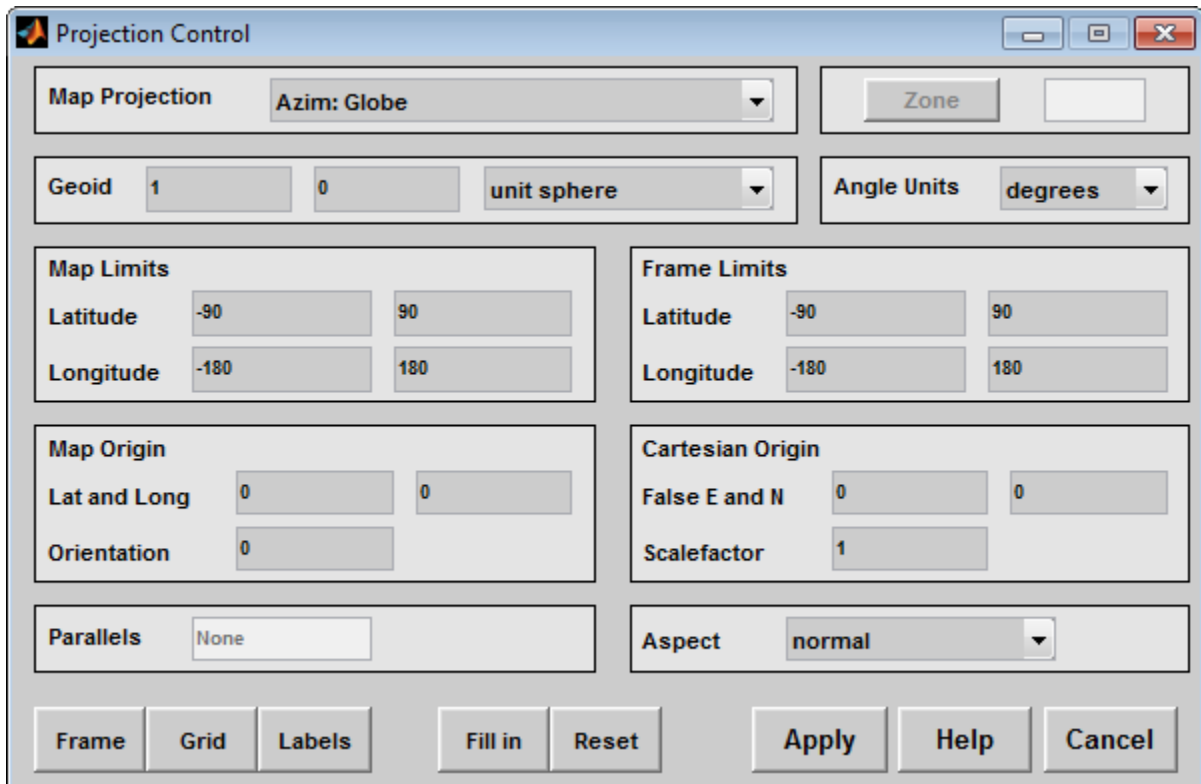 Projection Control
Map Projection Azim: Globe Zone
Geoid 1 0 unit sphere Angle Units degrees
Map Limits
Latitude -90 90
Longitude -180 180
Frame Limits
Latitude -90 90
Longitude -180 180
Map Origin
Lat and Long 0 0
Orientation 0
Cartesian Origin
False E and N 0 0
Scalefactor 1
Parallels None
Aspect normal
Frame Grid Labels Fill in Reset Apply Help Cancel